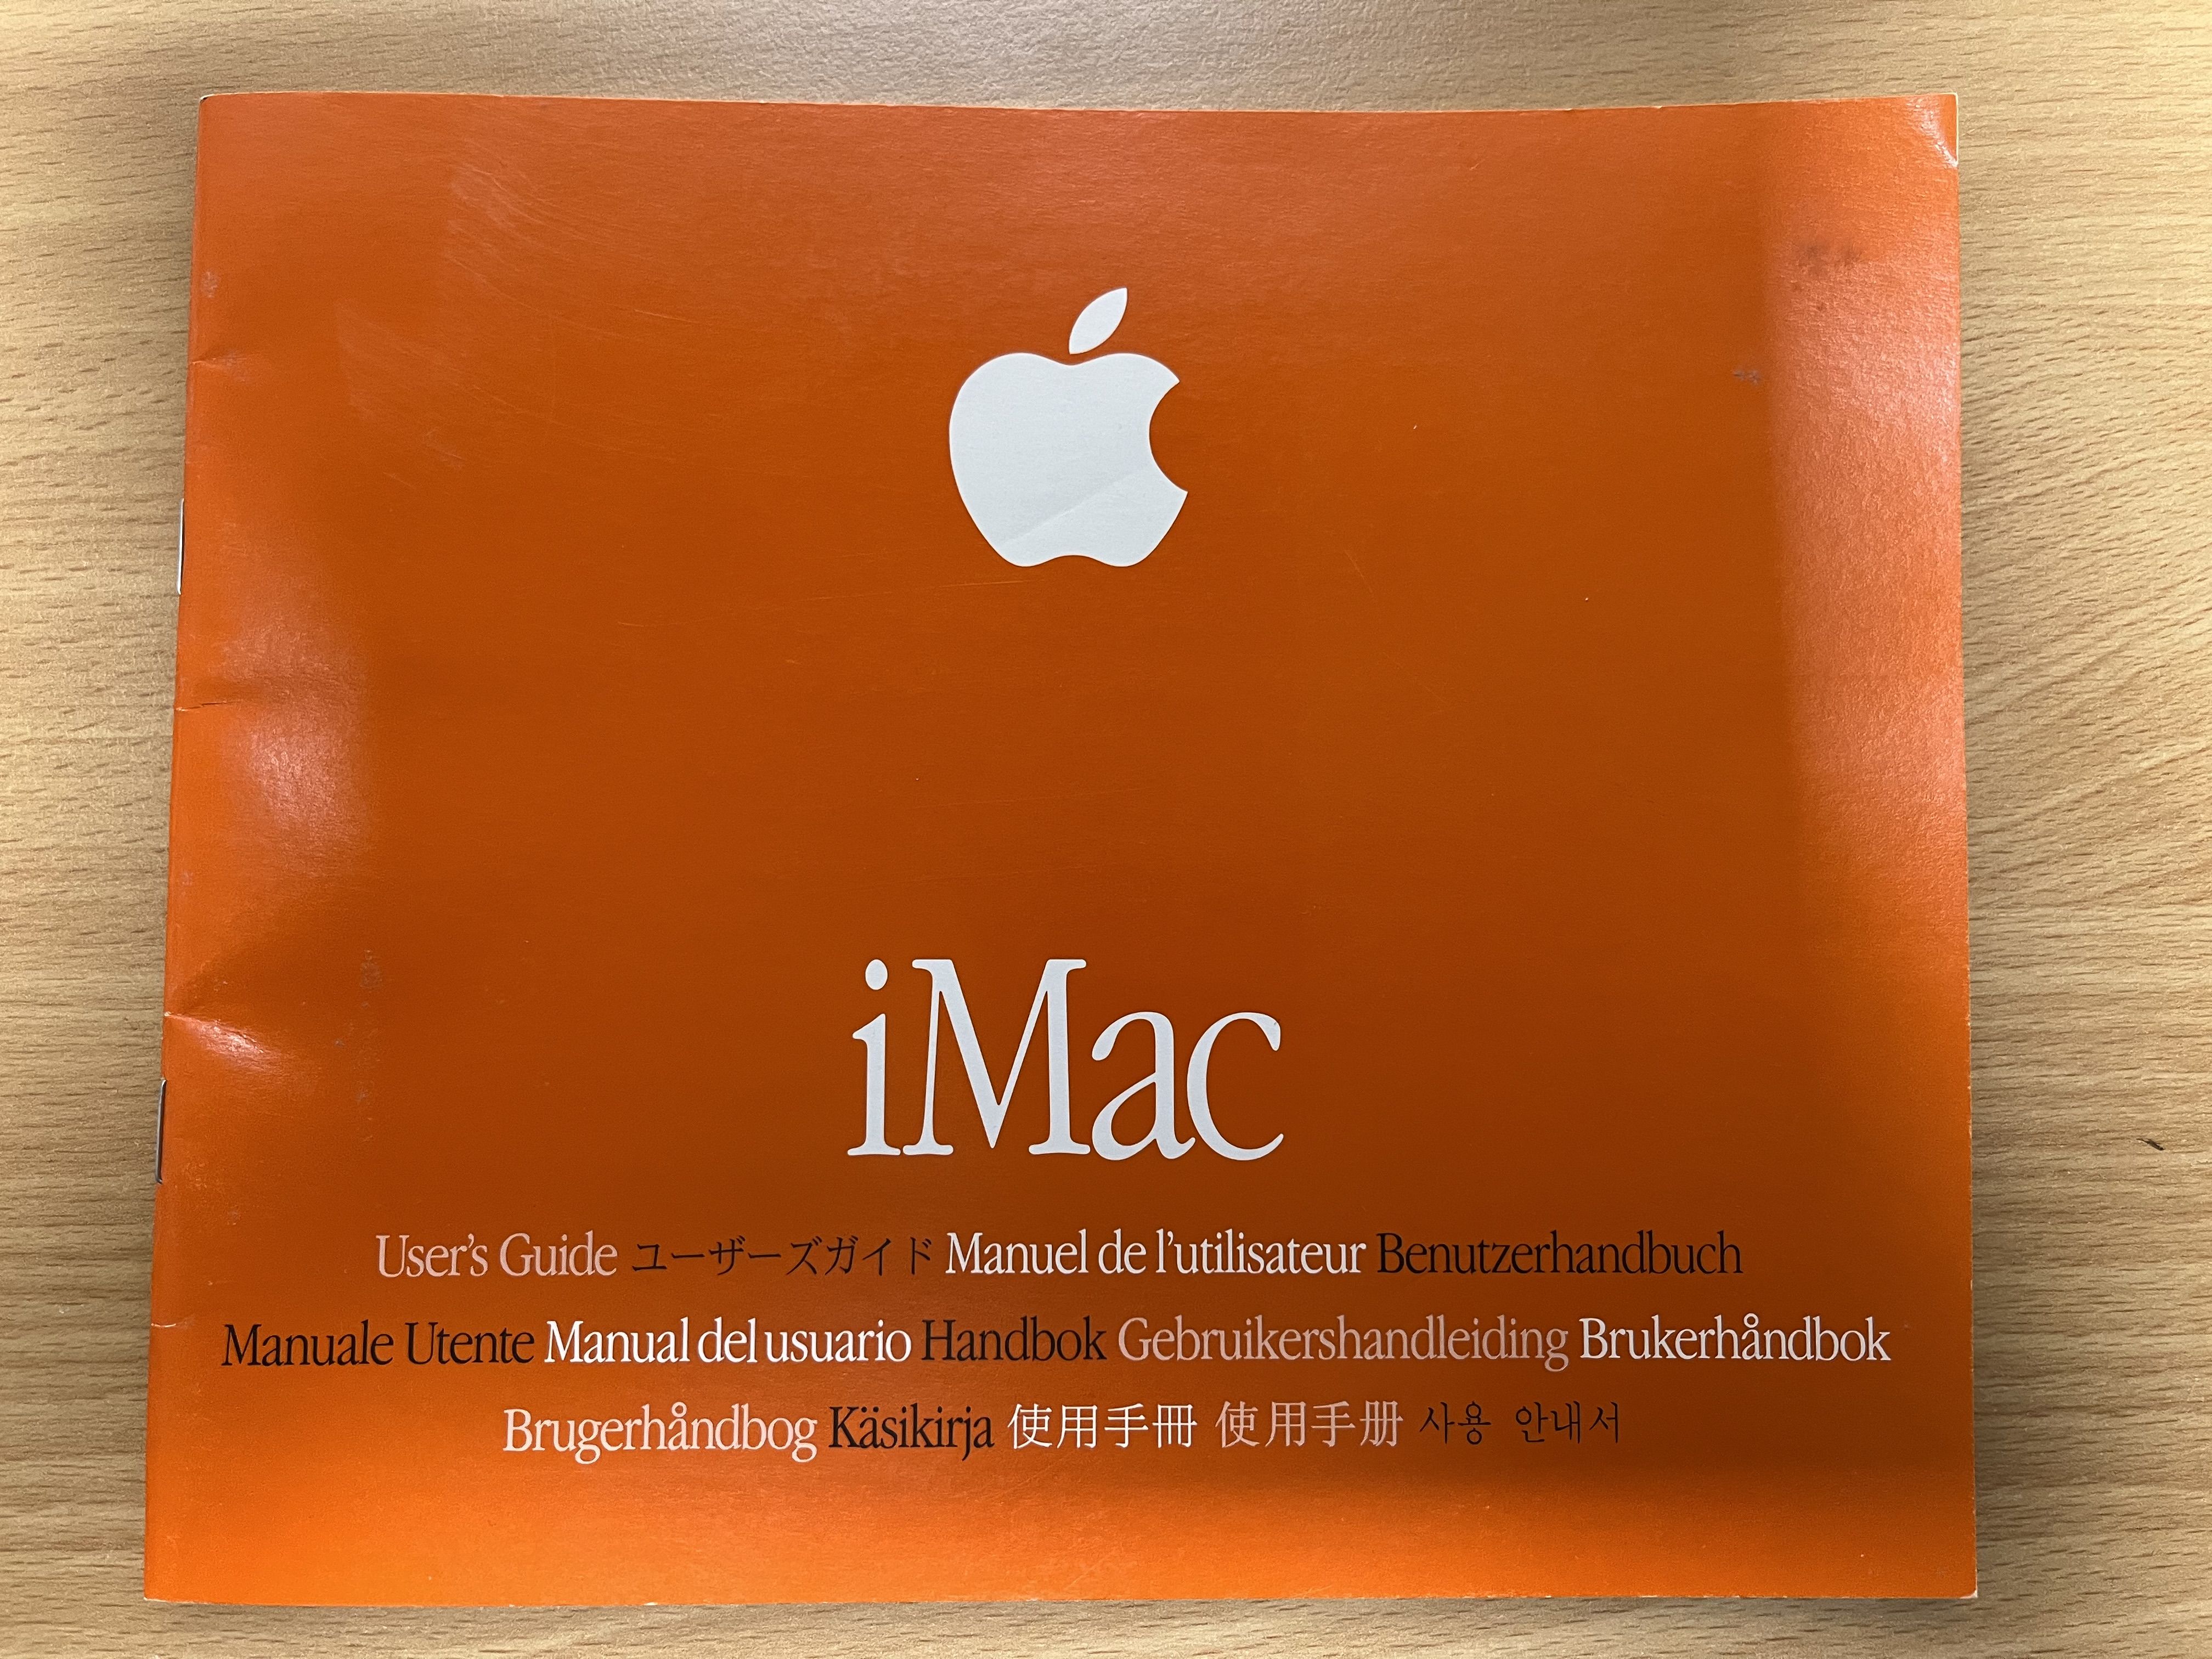 iMac
User's Guide ユーザーズガイド Manuel de l'utilisateur Benutzerhandbuch
Manuale Utente Manual del usuario Handbok Gebruikershandleiding Brukerhåndbok
Brugerhåndbog Käsikirja 使用手冊 使用手册 사용 안내서